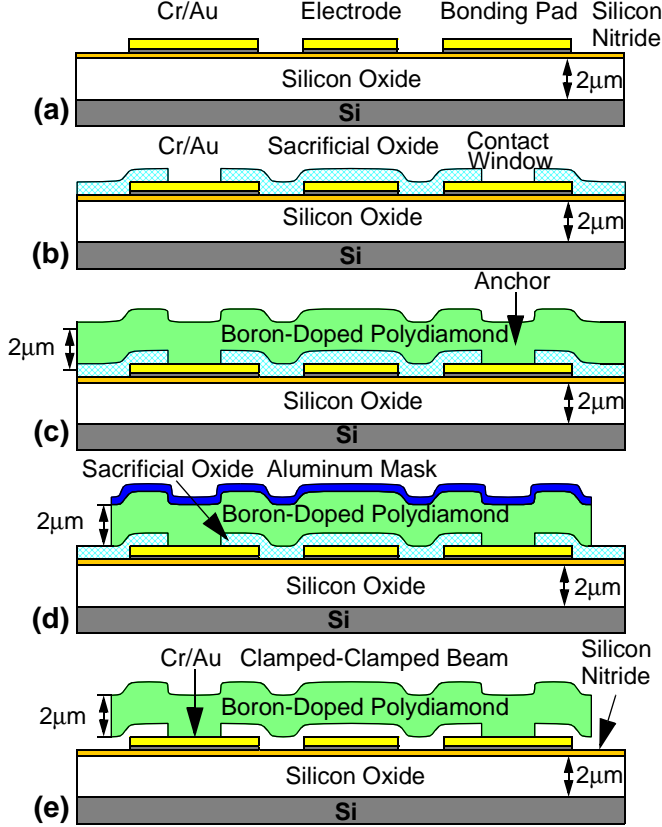 Cr/Au Electrode Bonding Pad Silicon
Nitride
Silicon Oxide 2μm
(a) Si
Cr/Au Sacrificial Oxide Contact
Window
Silicon Oxide 2μm
(b) Si
Anchor
Boron-Doped Polydiamond
2μm
Silicon Oxide 2μm
(c) Si
Sacrificial Oxide Aluminum Mask
2μm Boron-Doped Polydiamond
Silicon Oxide 2μm
(d) Si
Cr/Au Clamped-Clamped Beam Silicon
Nitride
2μm Boron-Doped Polydiamond
Silicon Oxide 2μm
(e) Si